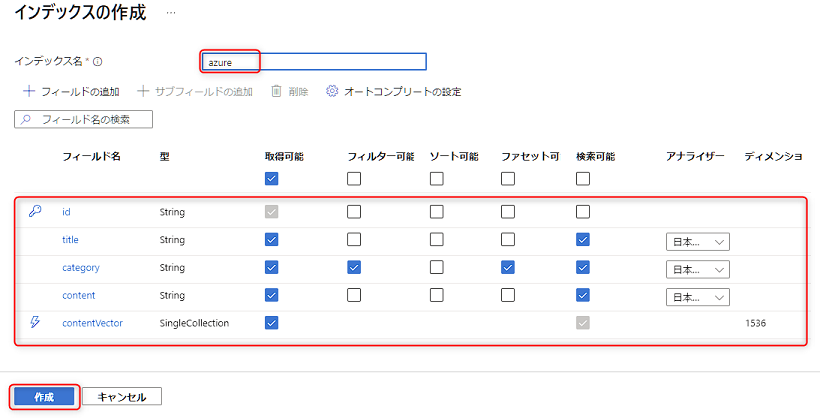 インデックスの作成 …
インデックス名 * azure
フィールドの追加 サブフィールドの追加 削除 オートコンプリートの設定
フィールド名の検索
フィールド名 型 取得可能 フィルター可能 ソート可能 ファセット可 検索可能 アナライザー ディメンショ
id String
title String 日本...
category String 日本...
content String 日本...
contentVector SingleCollection 1536
作成 キャンセル